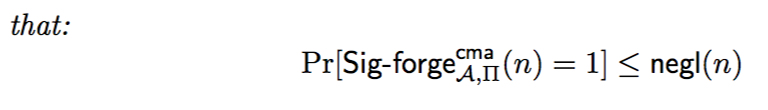 that:
Pr[Sig-forge^{cma}_{𝒜,Π}(n) = 1] ≤ negl(n)